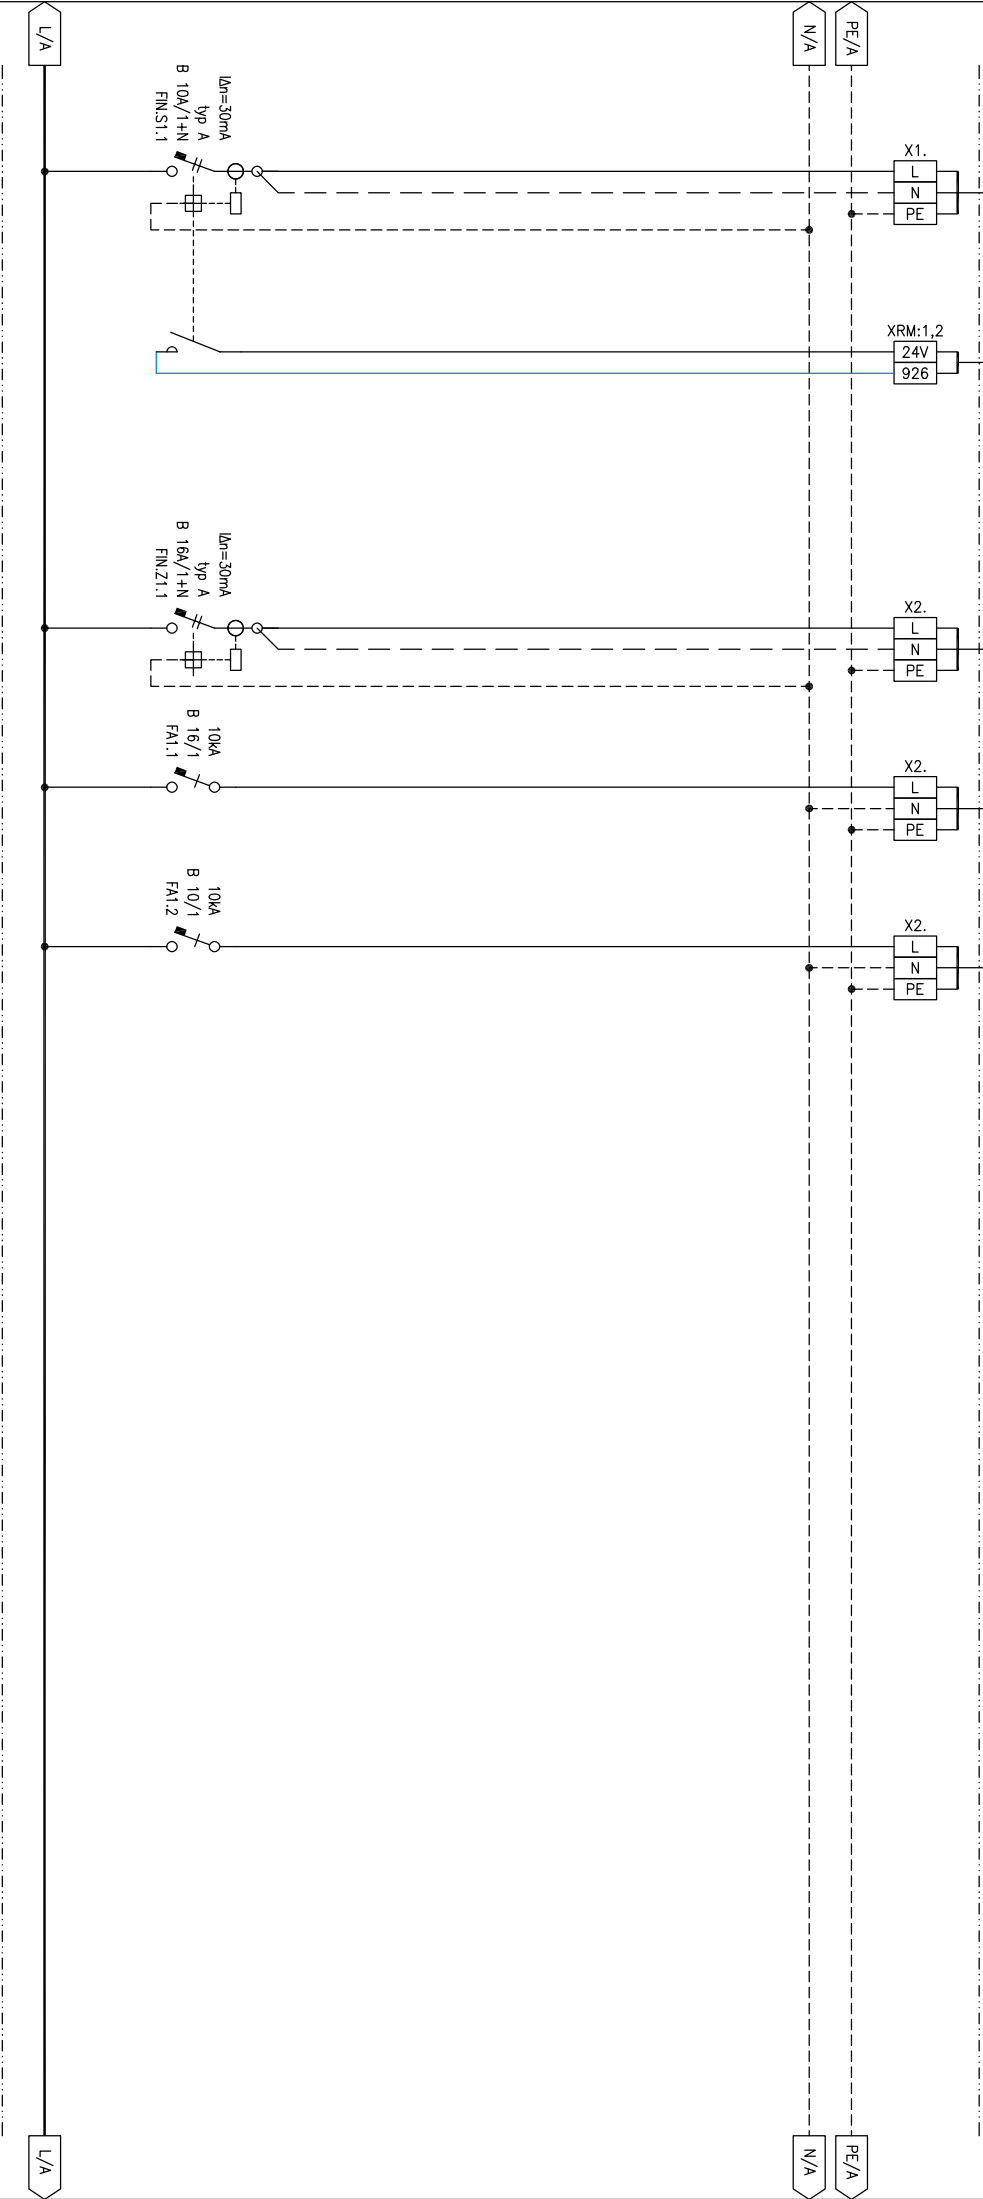 L/A
N/A
PE/A
IΔn=30mA
typ A
B 10A/1+N
FIN.S1.1
X1.
L
N
PE
XRM:1,2
24V
926
IΔn=30mA
typ A
B 16A/1+N
FIN.Z1.1
X2.
L
N
PE
10kA
B 16/1
FA1.1
X2.
L
N
PE
10kA
B 10/1
FA1.2
X2.
L
N
PE
L/A
N/A
PE/A